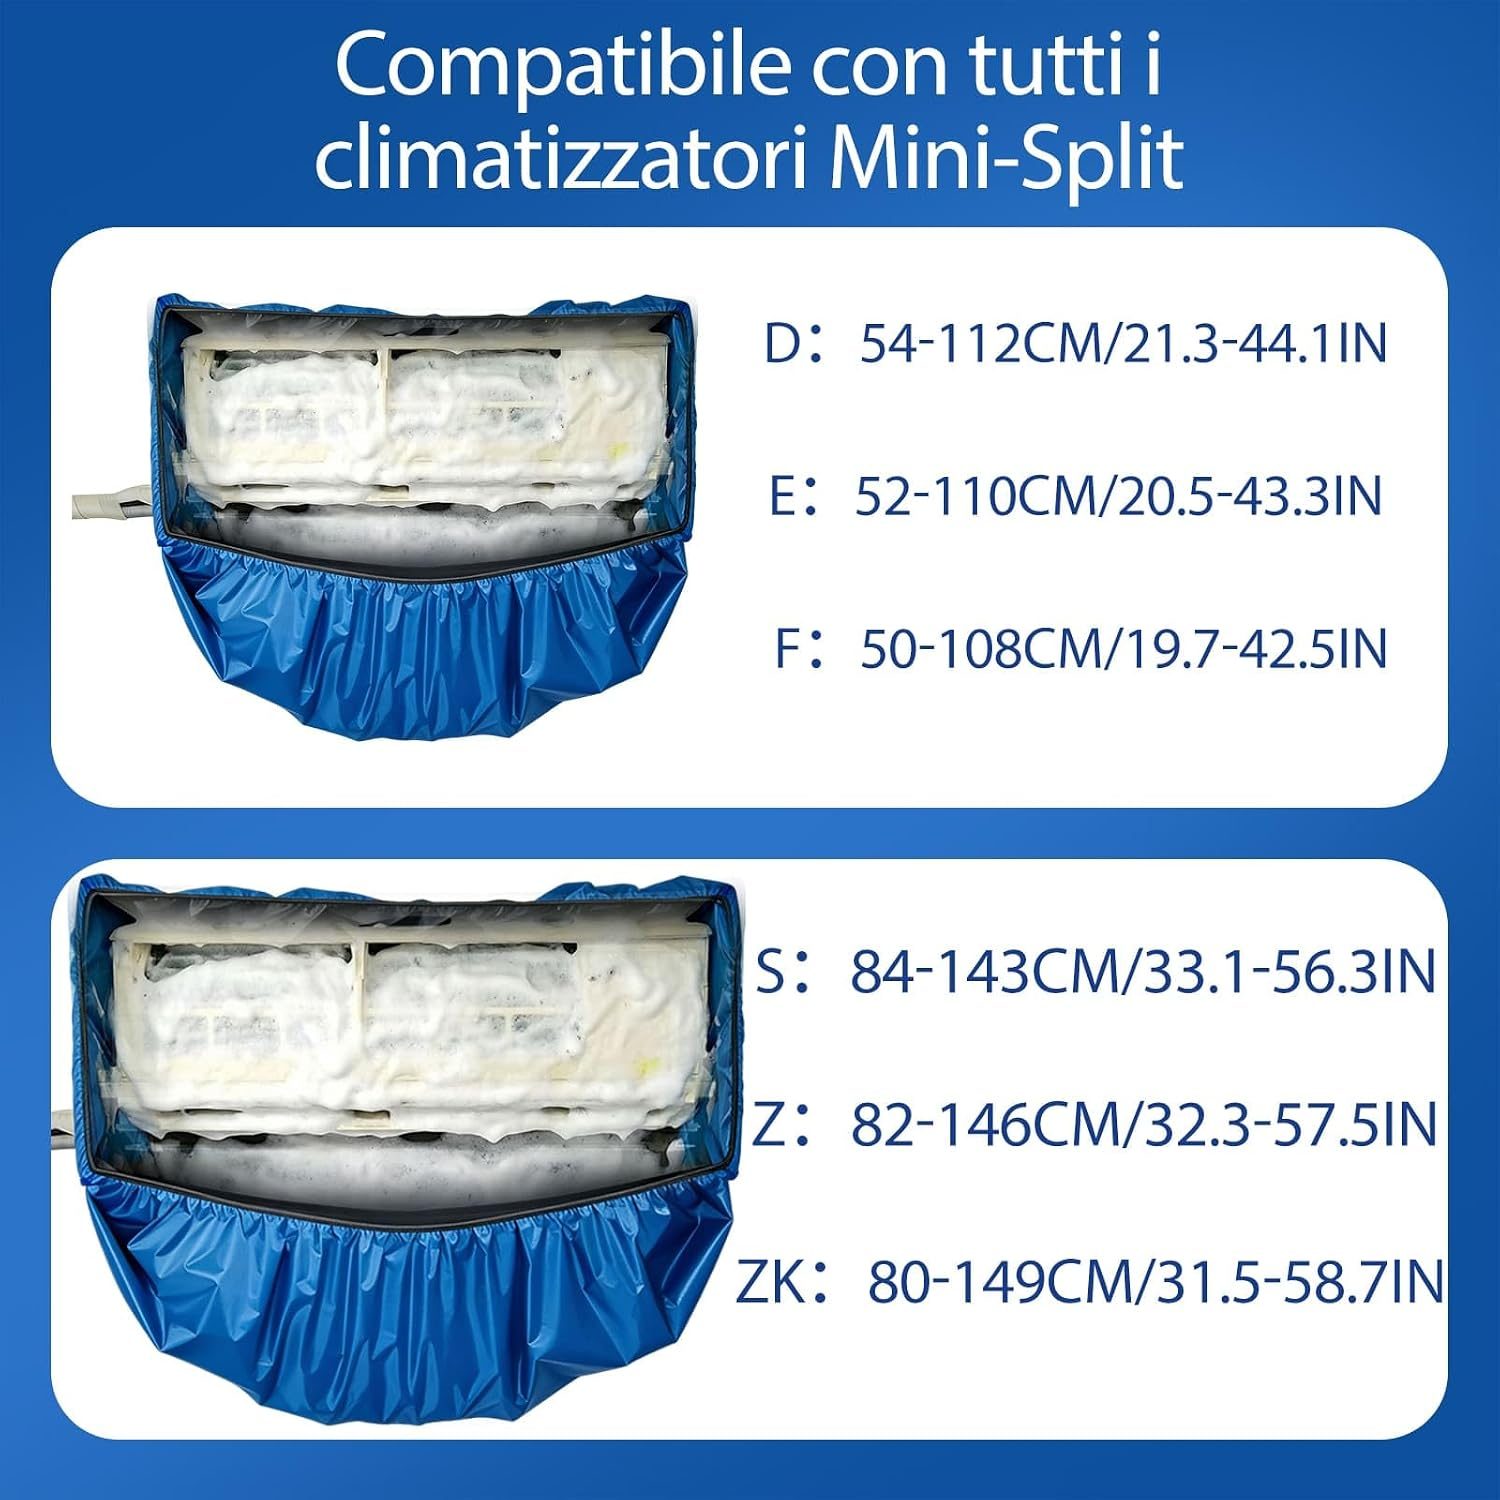 Compatibile con tutti i
climatizzatori Mini-Split
D： 54-112CM/21.3-44.1IN
E： 52-110CM/20.5-43.3IN
F： 50-108CM/19.7-42.5IN
S： 84-143CM/33.1-56.3IN
Z： 82-146CM/32.3-57.5IN
ZK： 80-149CM/31.5-58.7IN